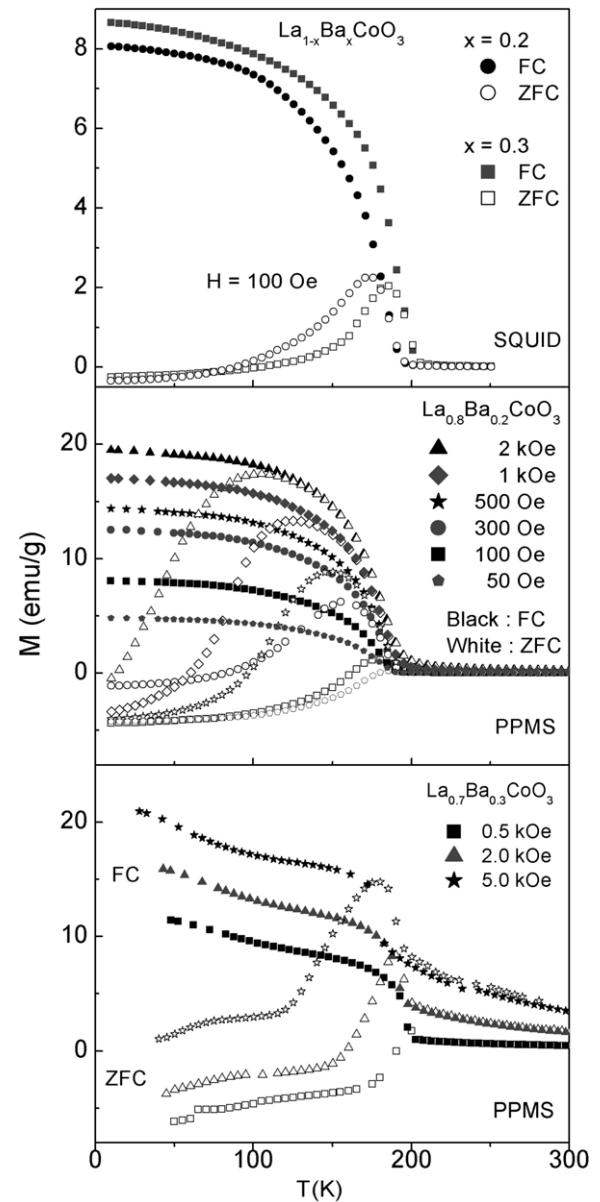 La1-xBaxCoO3
x = 0.2
FC
ZFC
x = 0.3
FC
ZFC
H = 100 Oe
SQUID
8
6
4
2
0
La0.8Ba0.2CoO3
2 kOe
1 kOe
500 Oe
300 Oe
100 Oe
50 Oe
Black : FC
White : ZFC
PPMS
20
10
0
M (emu/g)
La0.7Ba0.3CoO3
0.5 kOe
2.0 kOe
5.0 kOe
FC
ZFC
PPMS
20
10
0
0 100 200 300
T(K)